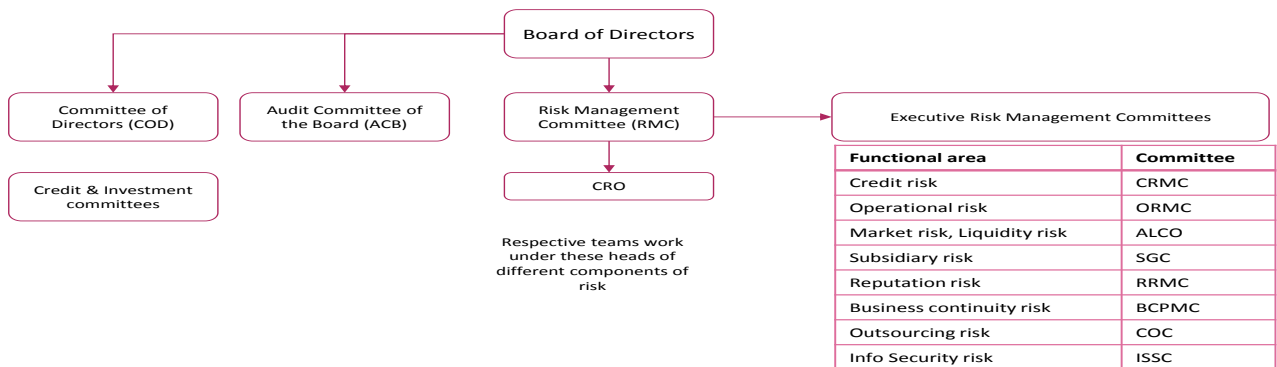 Board of Directors
Committee of
Directors (COD)
Audit Committee of
the Board (ACB)
Risk Management
Committee (RMC)
Executive Risk Management Committees
Credit & Investment
committees
CRO
Respective teams work
under these heads of
different components of
risk
Functional area Committee
Credit risk CRMC
Operational risk ORMC
Market risk, Liquidity risk ALCO
Subsidiary risk SGC
Reputation risk RRMC
Business continuity risk BCPMC
Outsourcing risk COC
Info Security risk ISSC